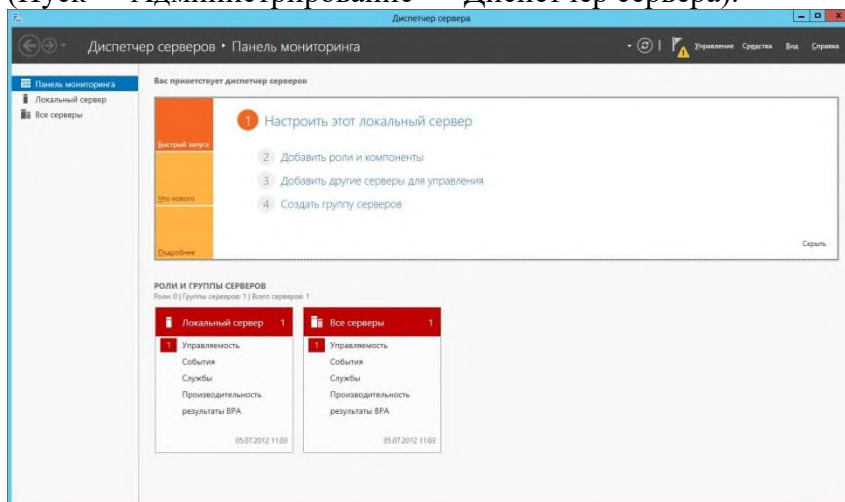 (Пуск — Администрирование — Диспетчер сервера).
Диспетчер сервера
Диспетчер серверов • Панель мониторинга
Управление Средства Вид Справка
Панель мониторинга
Локальный сервер
Все серверы
Вас приветствует диспетчер серверов
1 Настроить этот локальный сервер
Быстрый запуск
2 Добавить роли и компоненты
3 Добавить другие серверы для управления
Что нового
4 Создать группу серверов
Подробнее
Скрыть
РОЛИ И ГРУППЫ СЕРВЕРОВ
Роли: 0 | Группы серверов: 1 | Всего серверов: 1
Локальный сервер 1
1 Управляемость
События
Службы
Производительность
результаты BPA
05.07.2012 11:03
Все серверы 1
1 Управляемость
События
Службы
Производительность
результаты BPA
05.07.2012 11:03